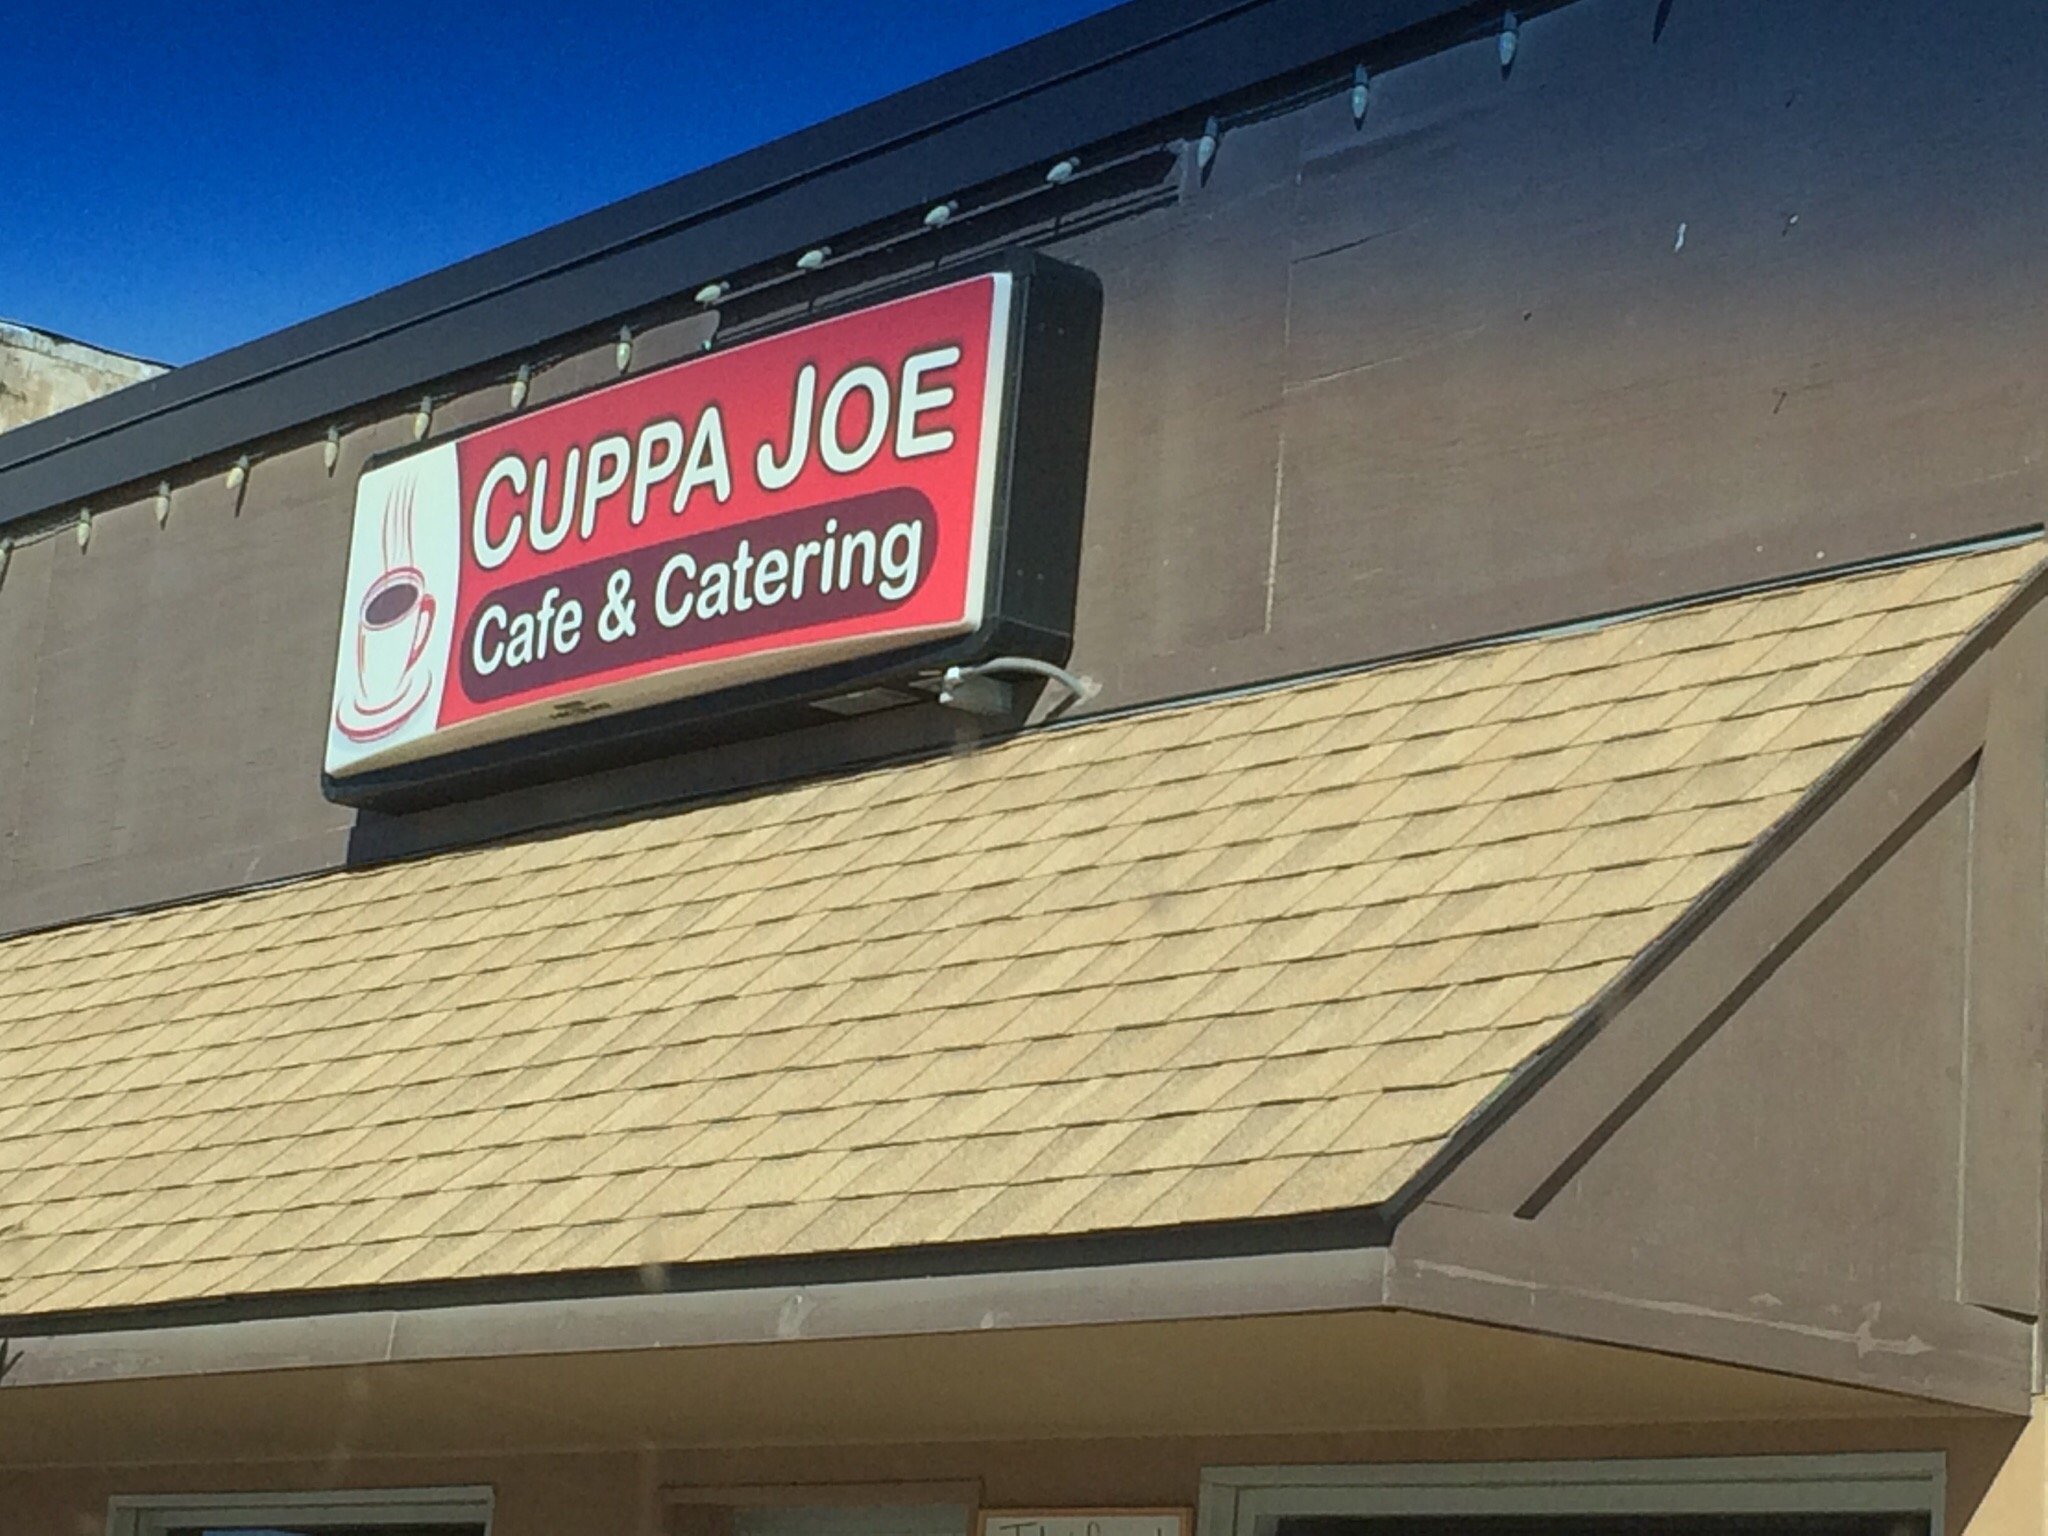 CUPPA JOE
Cafe & Catering